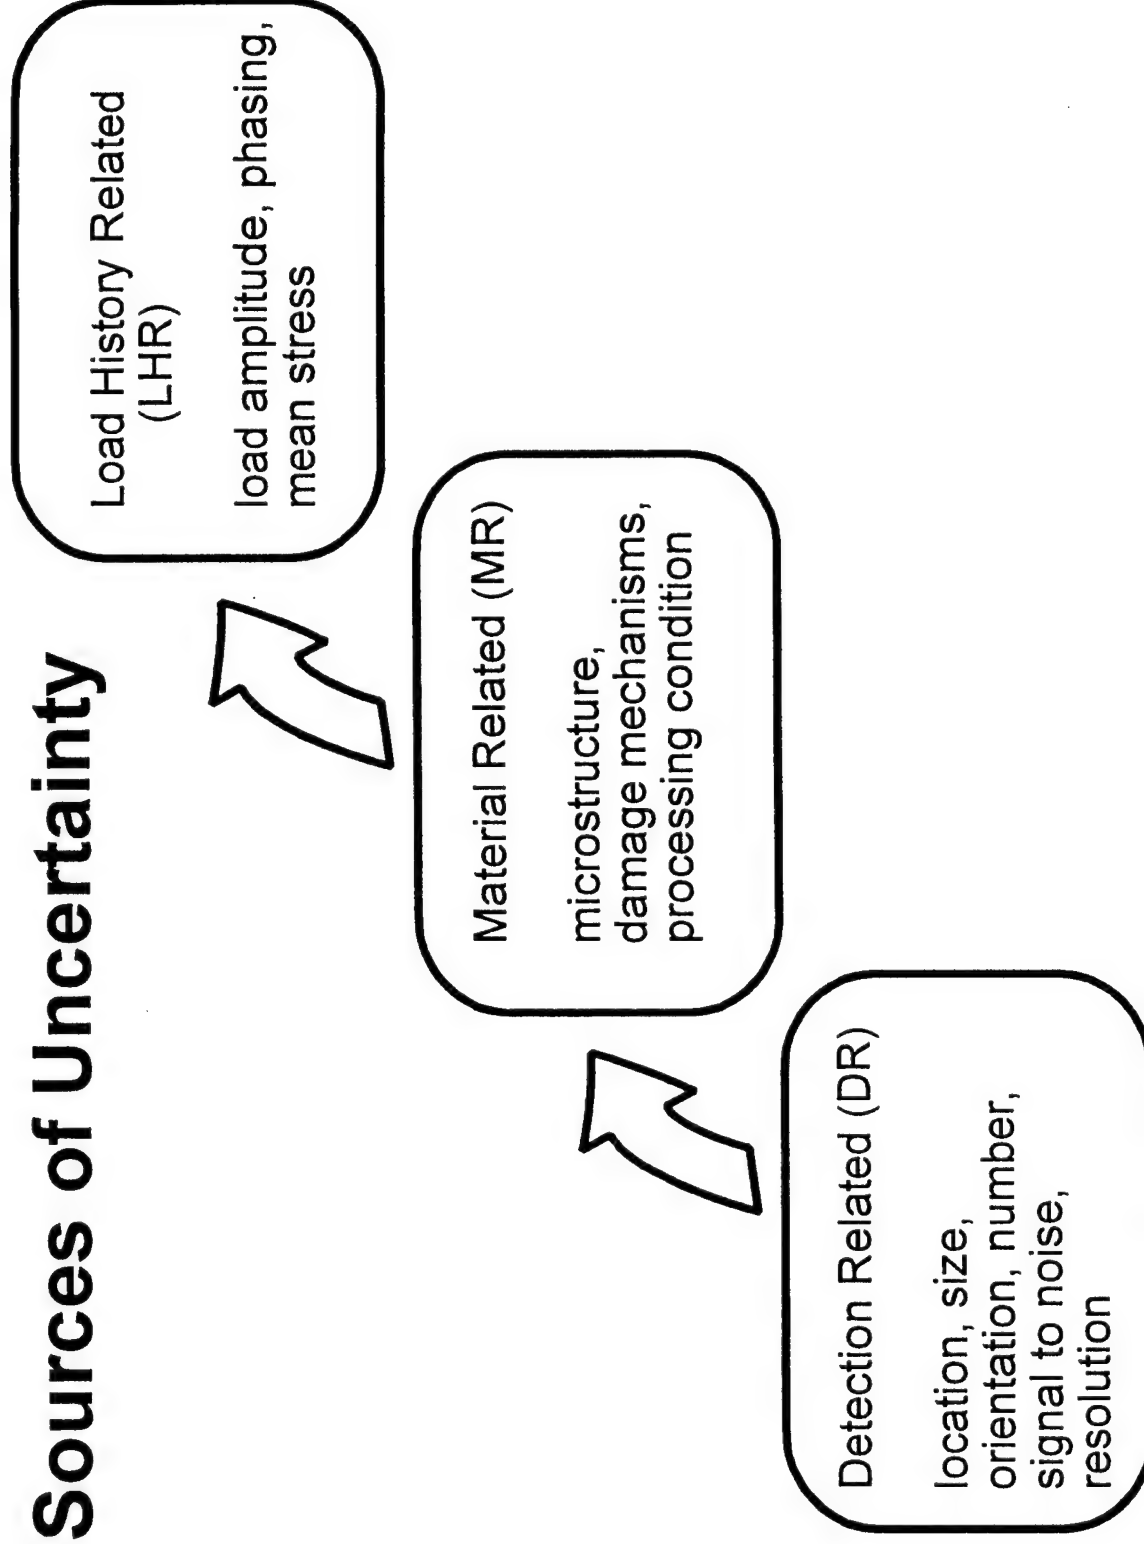 Sources of Uncertainty
Load History Related
(LHR)
load amplitude, phasing,
mean stress
Material Related (MR)
microstructure,
damage mechanisms,
processing condition
Detection Related (DR)
location, size,
orientation, number,
signal to noise,
resolution